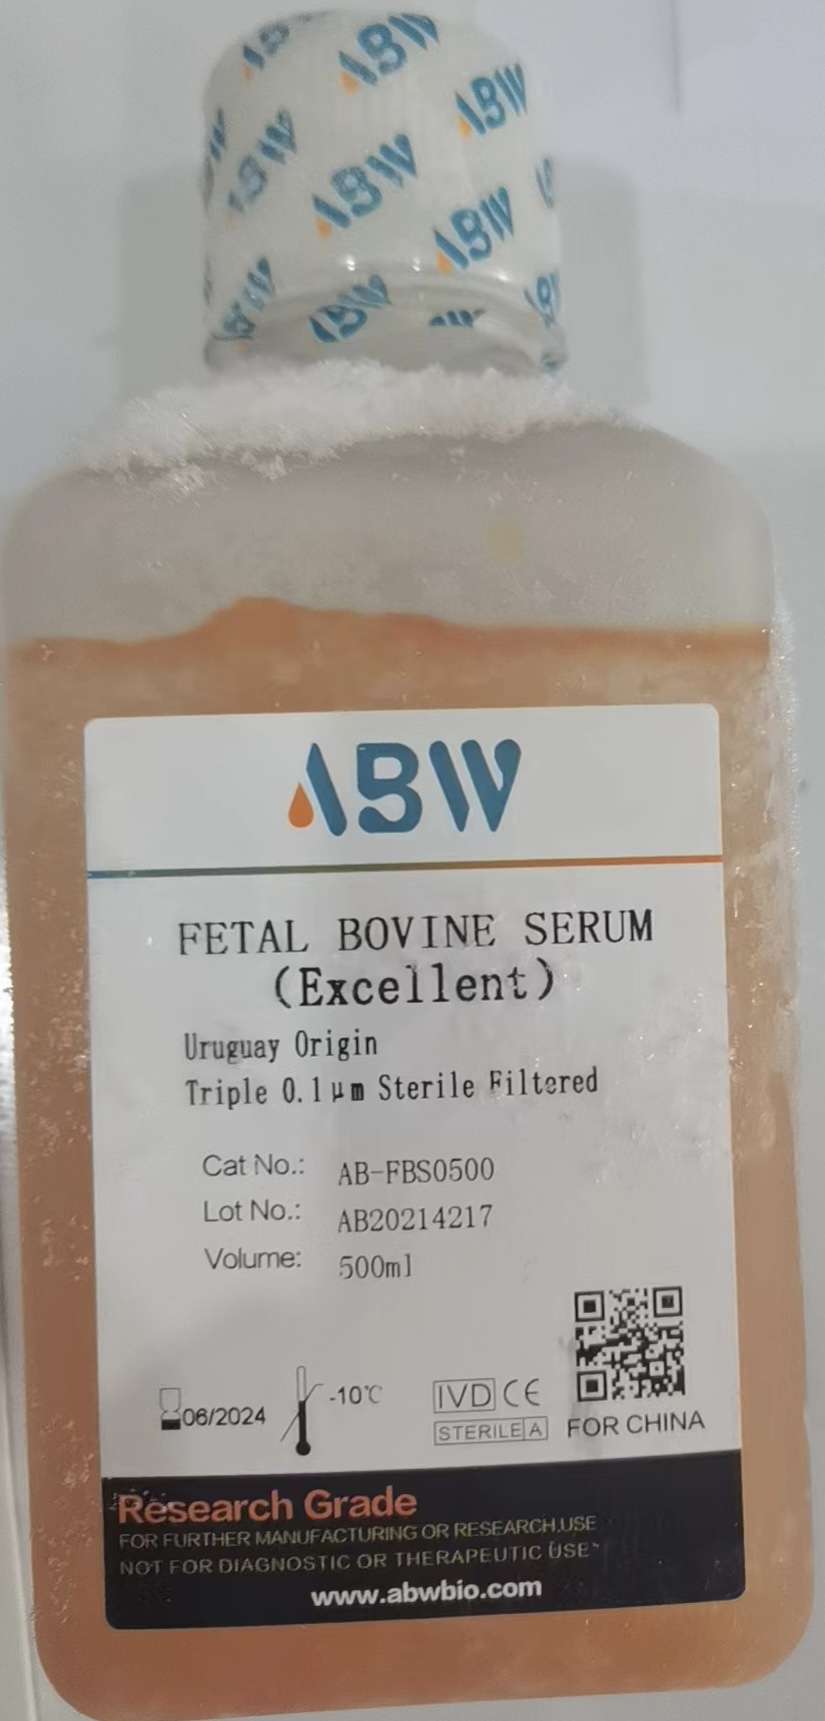 ABW
ABW
ABW
ABW
ABW
ABW
ABW
ABW
FETAL BOVINE SERUM
(Excellent)
Uruguay Origin
Triple 0.1μm Sterile Filtered
Cat No.: AB-FBS0500
Lot No.: AB20214217
Volume: 500ml
06/2024
-10℃
IVD CE
STERILE A
FOR CHINA
Research Grade
FOR FURTHER MANUFACTURING OR RESEARCH USE
NOT FOR DIAGNOSTIC OR THERAPEUTIC USE
www.abwbio.com